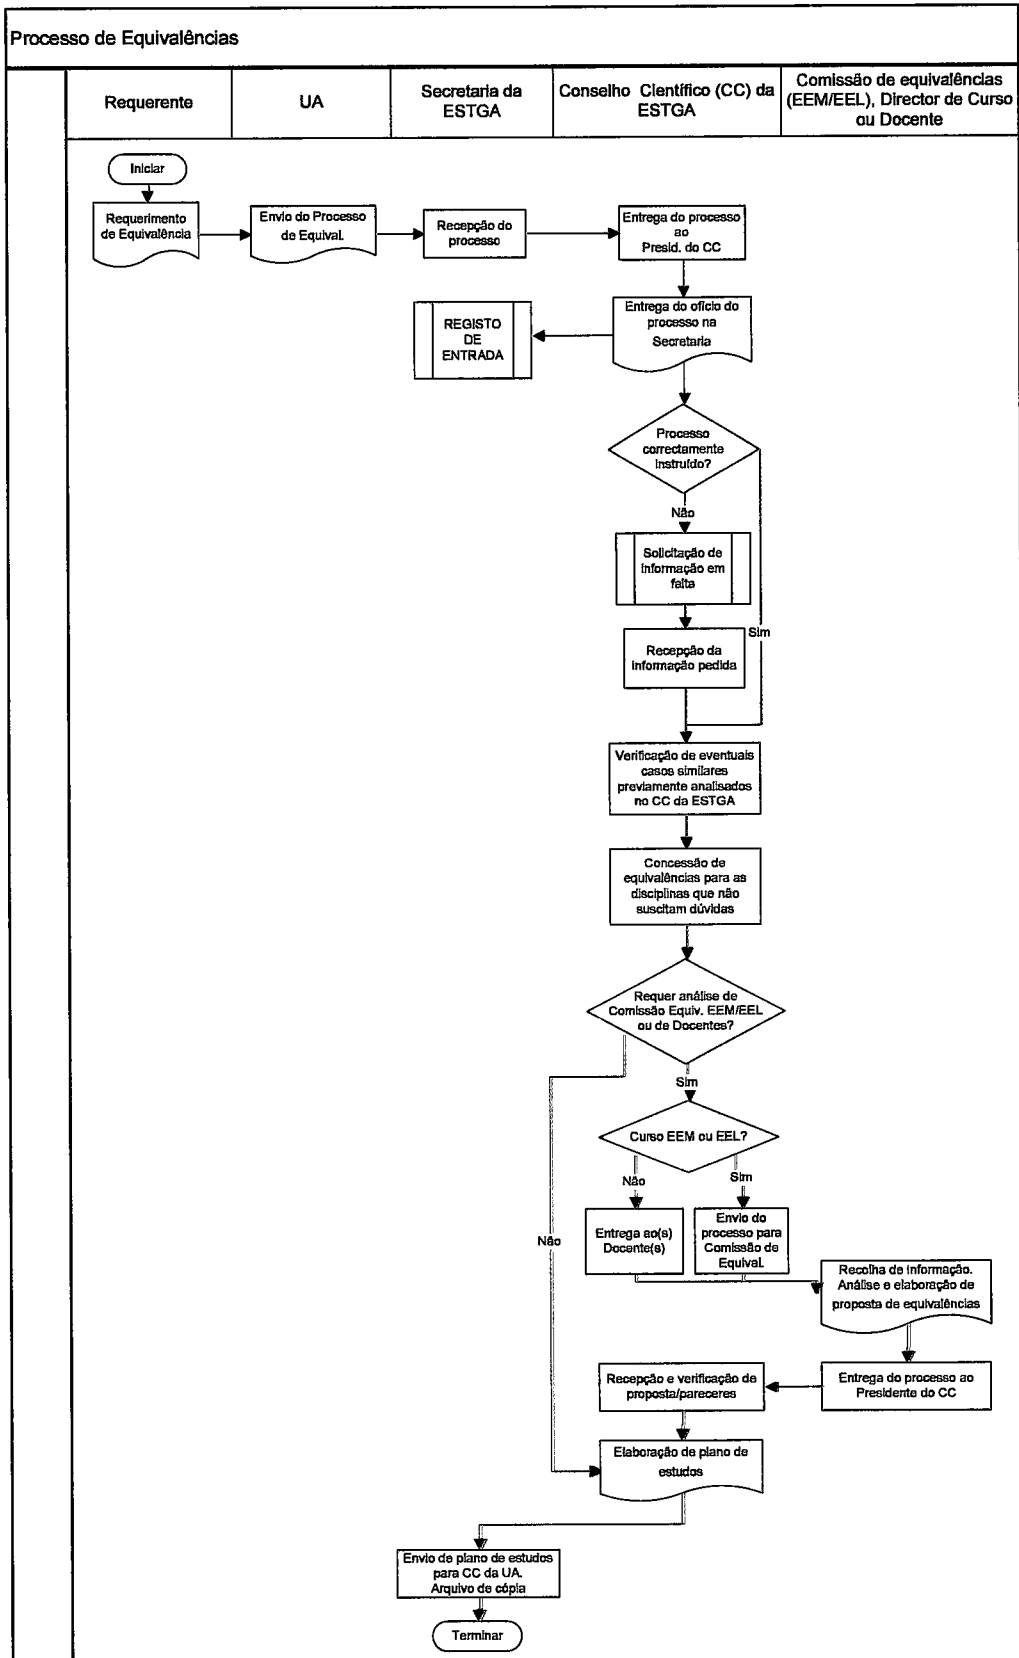 Processo de Equivalências
Requerente
UA
Secretaria da
ESTGA
Conselho Científico (CC) da
ESTGA
Comissão de equivalências
(EEM/EEL), Director de Curso
ou Docente
Iniciar
Requerimento
de Equivalência
Envio do Processo
de Equival.
Recepção do
processo
Entrega do processo
ao
Presid. do CC
REGISTO
DE
ENTRADA
Entrega do ofício do
processo na
Secretaria
Processo
correctamente
instruído?
Não
Solicitação de
informação em
falta
Sim
Recepção da
informação pedida
Verificação de eventuais
casos similares
previamente analisados
no CC da ESTGA
Concessão de
equivalências para as
disciplinas que não
suscitam dúvidas
Requer análise de
Comissão Equiv. EEM/EEL
ou de Docentes?
Sim
Curso EEM ou EEL?
Não
Sim
Não
Entrega ao(s)
Docente(s)
Envio do
processo para
Comissão de
Equival.
Recolha de informação.
Análise e elaboração de
proposta de equivalências
Recepção e verificação de
proposta/pareceres
Entrega do processo ao
Presidente do CC
Elaboração de plano de
estudos
Envio de plano de estudos
para CC da UA.
Arquivo de cópia
Terminar